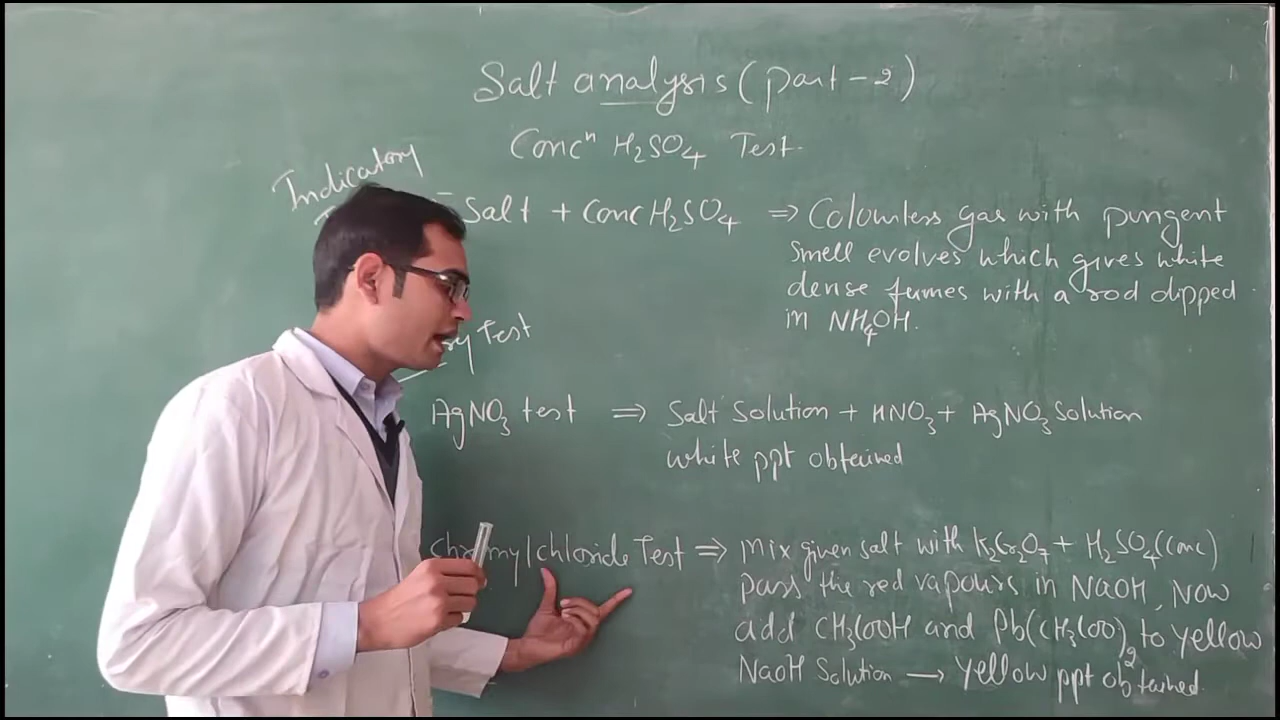 Salt analysis (part-2)
Concⁿ H₂SO₄ Test.
Indicatory
Salt + Conc H₂SO₄ ⇒ Colourless gas with pungent
smell evolves which gives white
dense fumes with a rod dipped
in NH₄OH.
ry Test
AgNO₃ test ⇒ Salt Solution + HNO₃ + AgNO₃ Solution
white ppt obtained
Chromyl chloride Test ⇒ Mix given salt with K₂Cr₂O₇ + H₂SO₄ (Conc)
pass the red vapours in NaOH, Now
add CH₃COOH and Pb(CH₃COO)₂ to yellow
NaOH Solution → Yellow ppt obtained.